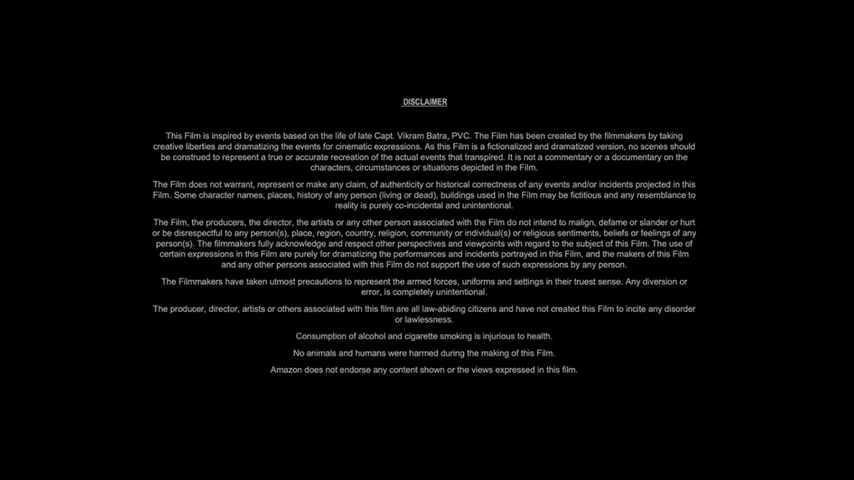 DISCLAIMER
This Film is inspired by events based on the life of late Capt. Vikram Batra, PVC. The Film has been created by the filmmakers by taking
creative liberties and dramatizing the events for cinematic expressions. As this Film is a fictionalized and dramatized version, no scenes should
be construed to represent a true or accurate recreation of the actual events that transpired. It is not a commentary or a documentary on the
characters, circumstances or situations depicted in the Film.
The Film does not warrant, represent or make any claim, of authenticity or historical correctness of any events and/or incidents projected in this
Film. Some character names, places, history of any person (living or dead), buildings used in the Film may be fictitious and any resemblance to
reality is purely co-incidental and unintentional.
The Film, the producers, the director, the artists or any other person associated with the Film do not intend to malign, defame or slander or hurt
or be disrespectful to any person(s), place, region, country, religion, community or individual(s) or religious sentiments, beliefs or feelings of any
person(s). The filmmakers fully acknowledge and respect other perspectives and viewpoints with regard to the subject of this Film. The use of
certain expressions in this Film are purely for dramatizing the performances and incidents portrayed in this Film, and the makers of this Film
and any other persons associated with this Film do not support the use of such expressions by any person.
The Filmmakers have taken utmost precautions to represent the armed forces, uniforms and settings in their truest sense. Any diversion or
error, is completely unintentional.
The producer, director, artists or others associated with this film are all law-abiding citizens and have not created this Film to incite any disorder
or lawlessness.
Consumption of alcohol and cigarette smoking is injurious to health.
No animals and humans were harmed during the making of this Film.
Amazon does not endorse any content shown or the views expressed in this film.